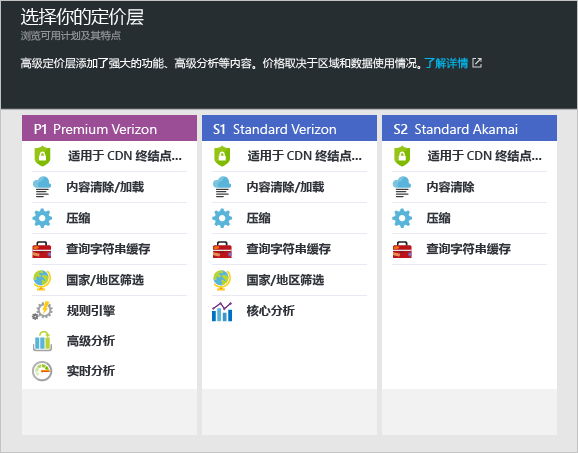 选择你的定价层
浏览可用计划及其特点
高级定价层添加了强大的功能、高级分析等内容。价格取决于区域和数据使用情况。了解详情
P1 Premium Verizon
适用于 CDN 终结点...
内容清除/加载
压缩
查询字符串缓存
国家/地区筛选
规则引擎
高级分析
实时分析
S1 Standard Verizon
适用于 CDN 终结点...
内容清除/加载
压缩
查询字符串缓存
国家/地区筛选
核心分析
S2 Standard Akamai
适用于 CDN 终结点...
内容清除
压缩
查询字符串缓存